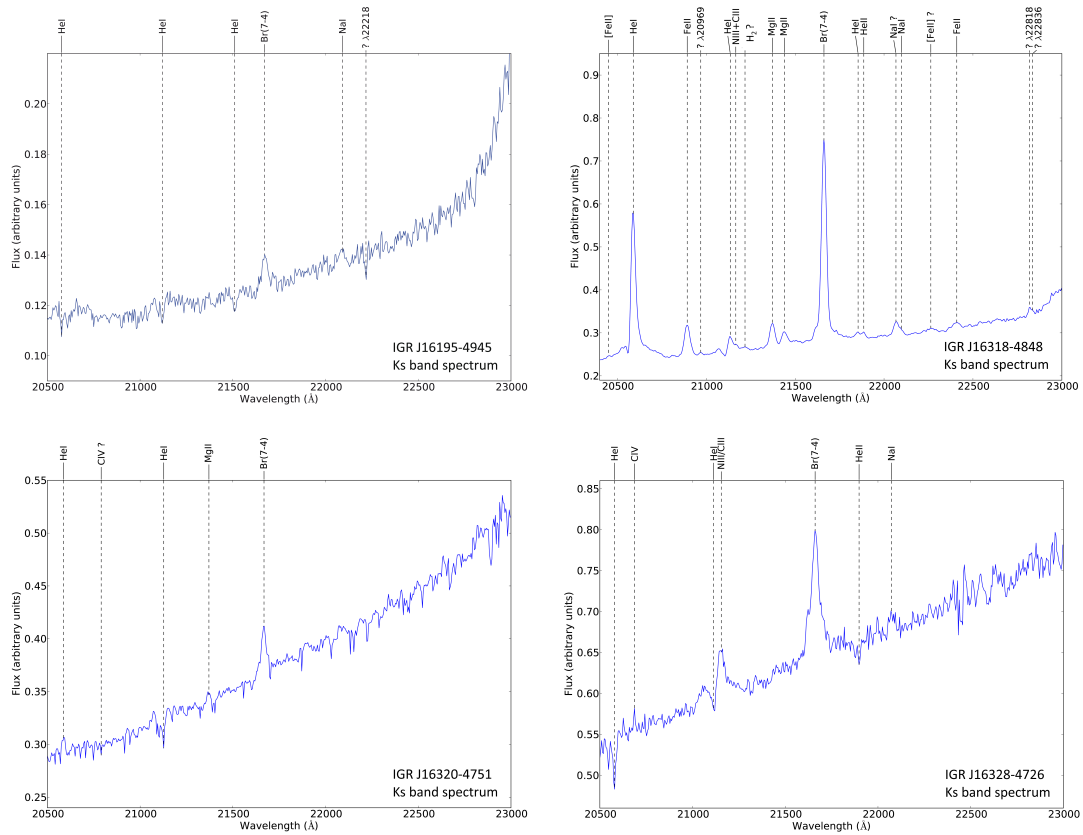 HeI
HeI
HeI
Br(7-4)
NaI
? λ22218
0.20
0.18
0.16
0.14
0.12
0.10
Flux (arbitrary units)
IGR J16195-4945
Ks band spectrum
20500 21000 21500 22000 22500 23000
Wavelength (Å)
[FeII]
HeI
FeII
? λ20969
HeI
NIII+CIII
H2 ?
MgII
MgII
Br(7-4)
HeI
HeII
NaI ?
NaI
[FeII] ?
FeII
? λ22818
? λ22836
0.9
0.8
0.7
0.6
0.5
0.4
0.3
0.2
Flux (arbitrary units)
IGR J16318-4848
Ks band spectrum
20500 21000 21500 22000 22500 23000
Wavelength (Å)
HeI
CIV ?
HeI
MgII
Br(7-4)
0.55
0.50
0.45
0.40
0.35
0.30
0.25
Flux (arbitrary units)
IGR J16320-4751
Ks band spectrum
20500 21000 21500 22000 22500 23000
Wavelength (Å)
HeI
CIV
HeI
NIII/CIII
Br(7-4)
HeII
NaI
0.85
0.80
0.75
0.70
0.65
0.60
0.55
0.50
Flux (arbitrary units)
IGR J16328-4726
Ks band spectrum
20500 21000 21500 22000 22500 23000
Wavelength (Å)